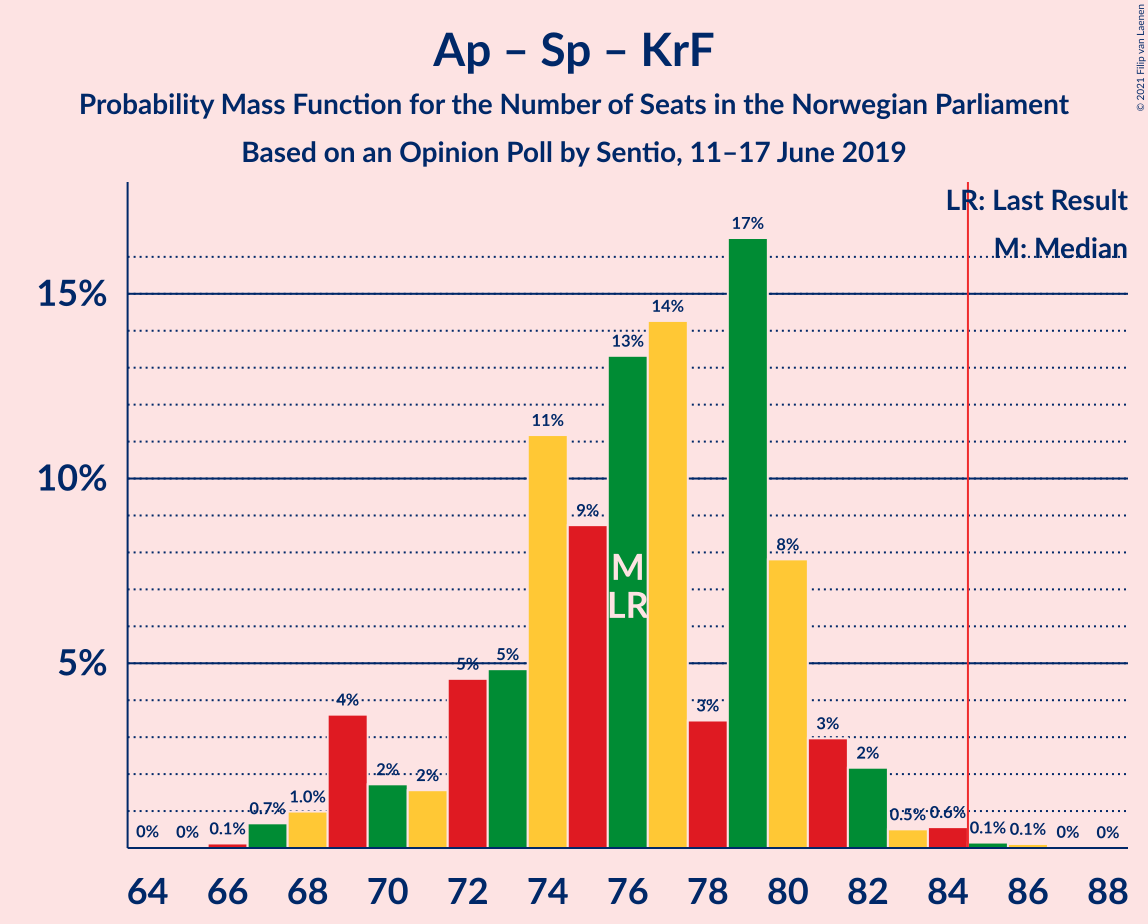 Ap – Sp – KrF
Probability Mass Function for the Number of Seats in the Norwegian Parliament
Based on an Opinion Poll by Sentio, 11–17 June 2019
© 2021 Filip van Laenen
LR: Last Result
M: Median
15%
10%
5%
0% 0% 0.1% 0.7% 1.0% 4% 2% 2% 5% 5% 11% 9% 13% 14% 3% 17% 8% 3% 2% 0.5% 0.6% 0.1% 0.1% 0% 0%
M
LR
64 66 68 70 72 74 76 78 80 82 84 86 88